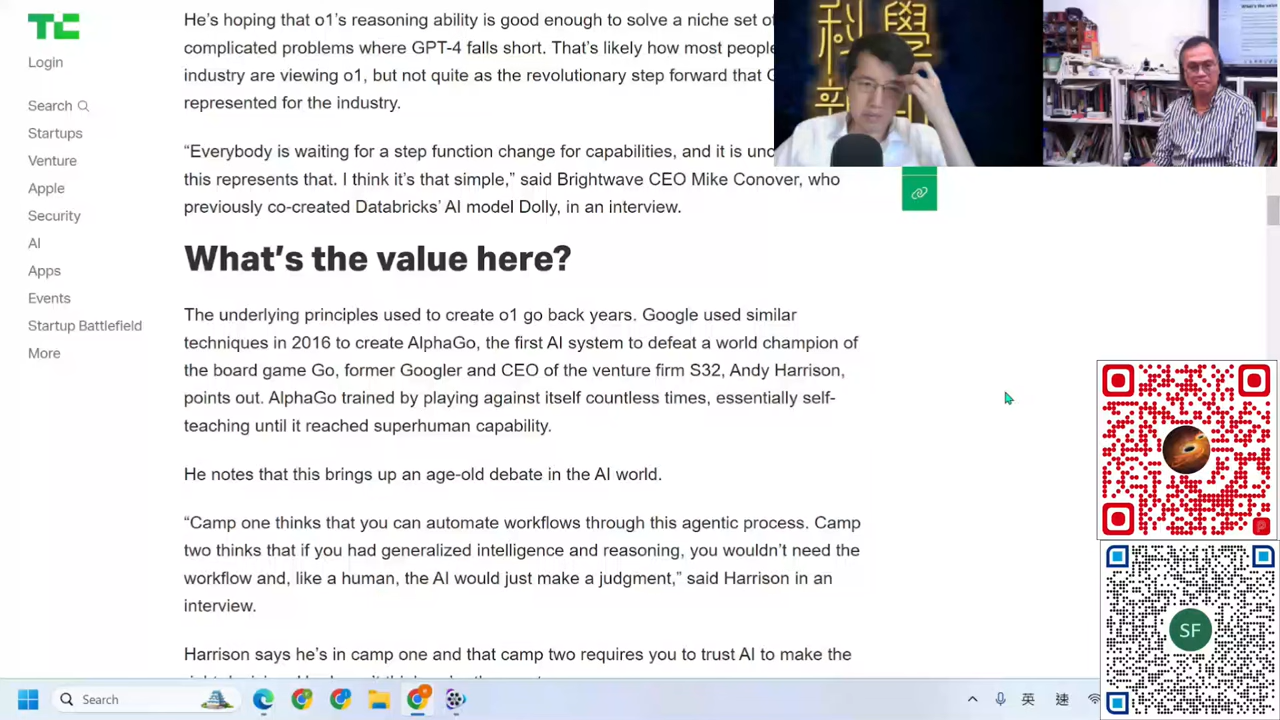 TC
Login
Search
Startups
Venture
Apple
Security
AI
Apps
Events
Startup Battlefield
More
He’s hoping that o1’s reasoning ability is good enough to solve a niche set of
complicated problems where GPT-4 falls short. That’s likely how most people
industry are viewing o1, but not quite as the revolutionary step forward that
represented for the industry.
“Everybody is waiting for a step function change for capabilities, and it is
this represents that. I think it’s that simple,” said Brightwave CEO Mike Conover, who
previously co-created Databricks’ AI model Dolly, in an interview.
What’s the value here?
The underlying principles used to create o1 go back years. Google used similar
techniques in 2016 to create AlphaGo, the first AI system to defeat a world champion of
the board game Go, former Googler and CEO of the venture firm S32, Andy Harrison,
points out. AlphaGo trained by playing against itself countless times, essentially self-
teaching until it reached superhuman capability.
He notes that this brings up an age-old debate in the AI world.
“Camp one thinks that you can automate workflows through this agentic process. Camp
two thinks that if you had generalized intelligence and reasoning, you wouldn’t need the
workflow and, like a human, the AI would just make a judgment,” said Harrison in an
interview.
Harrison says he’s in camp one and that camp two requires you to trust AI to make the
科學
SF
Search
英
速